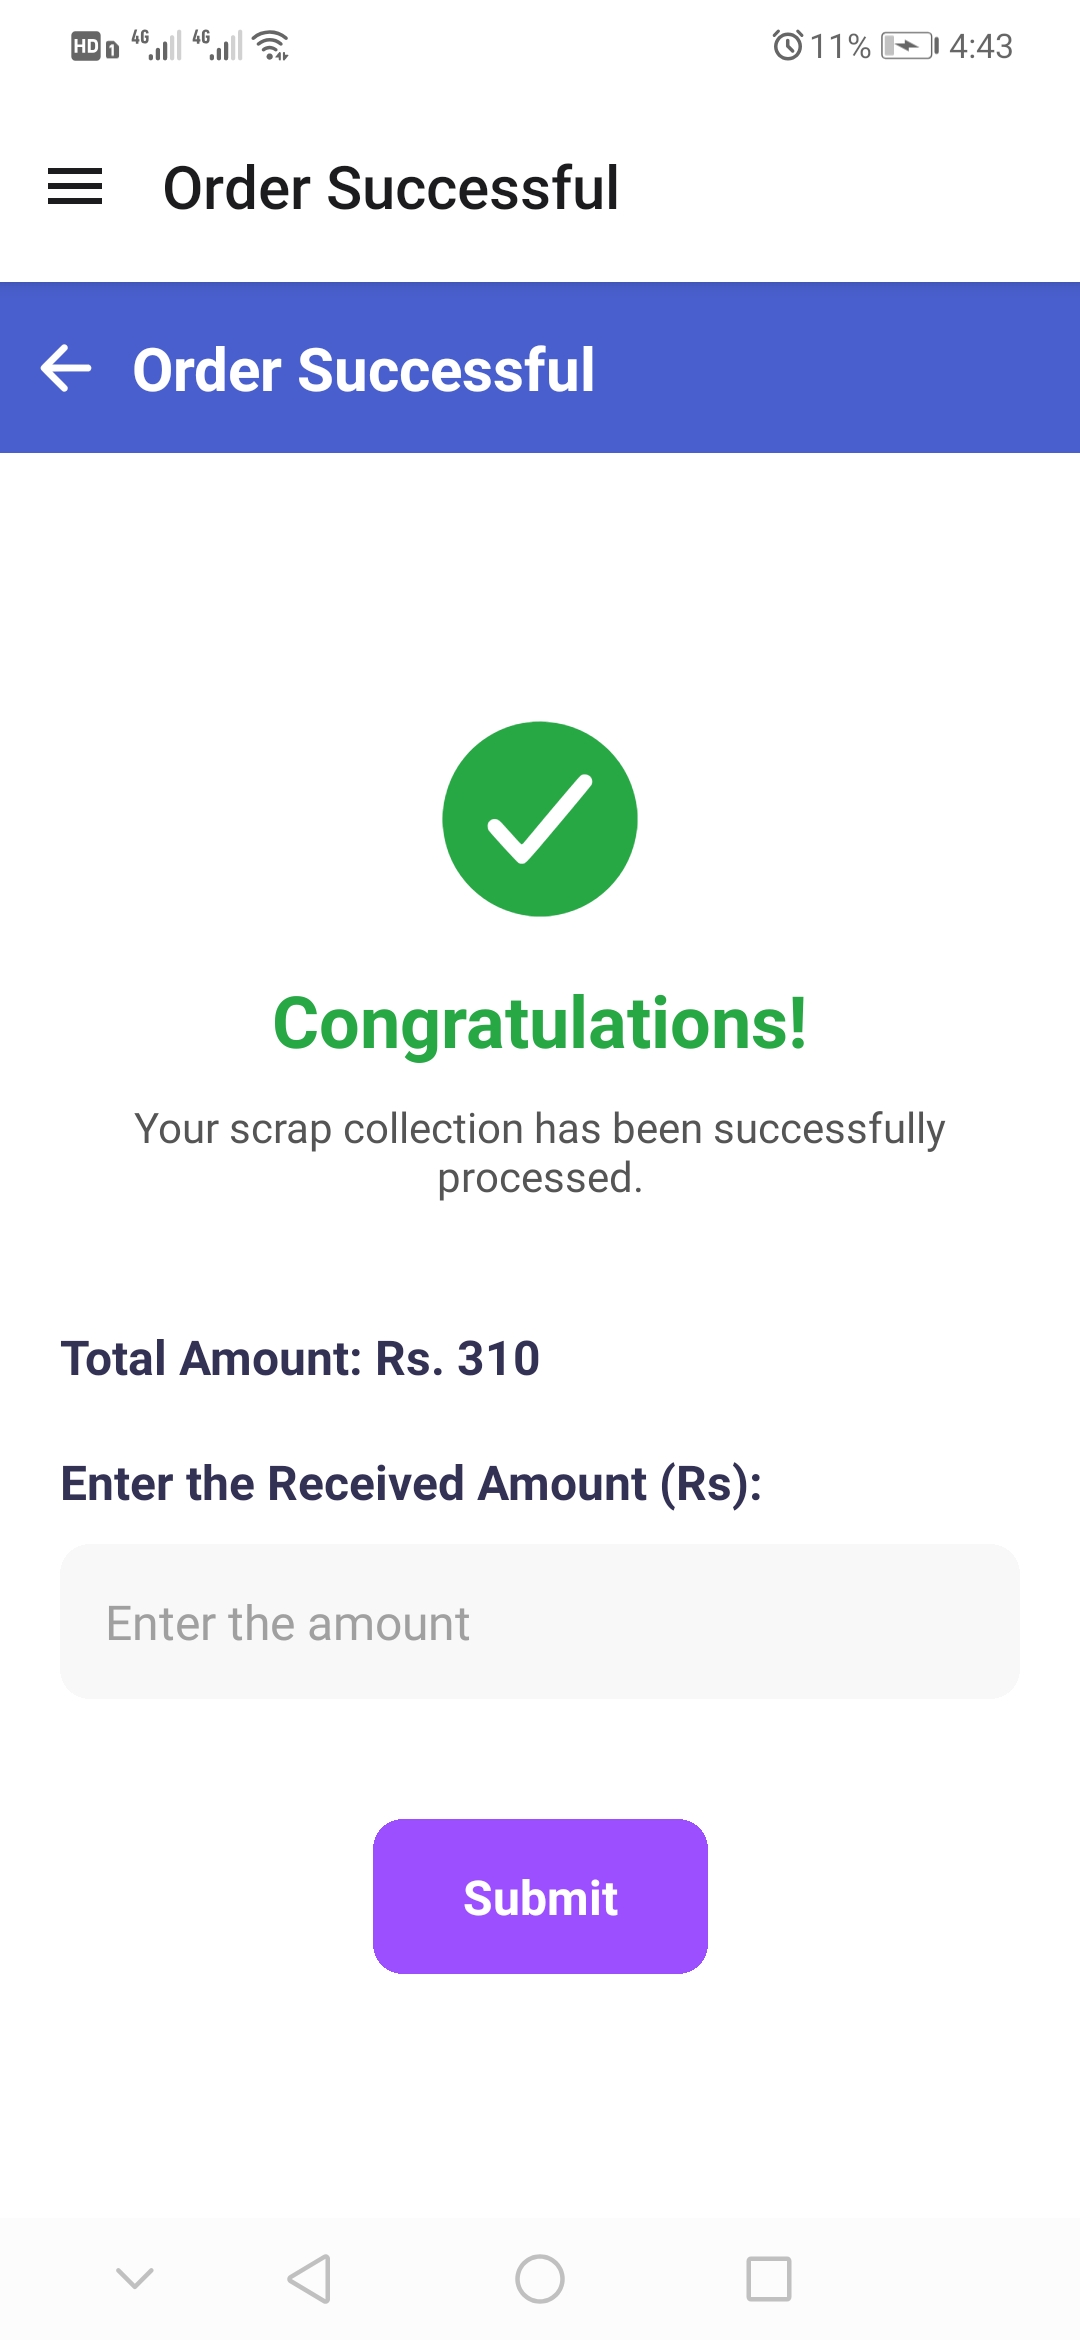 HD 1 4G 4G 11% 4:43
Order Successful
Order Successful
Congratulations!
Your scrap collection has been successfully
processed.
Total Amount: Rs. 310
Enter the Received Amount (Rs):
Enter the amount
Submit